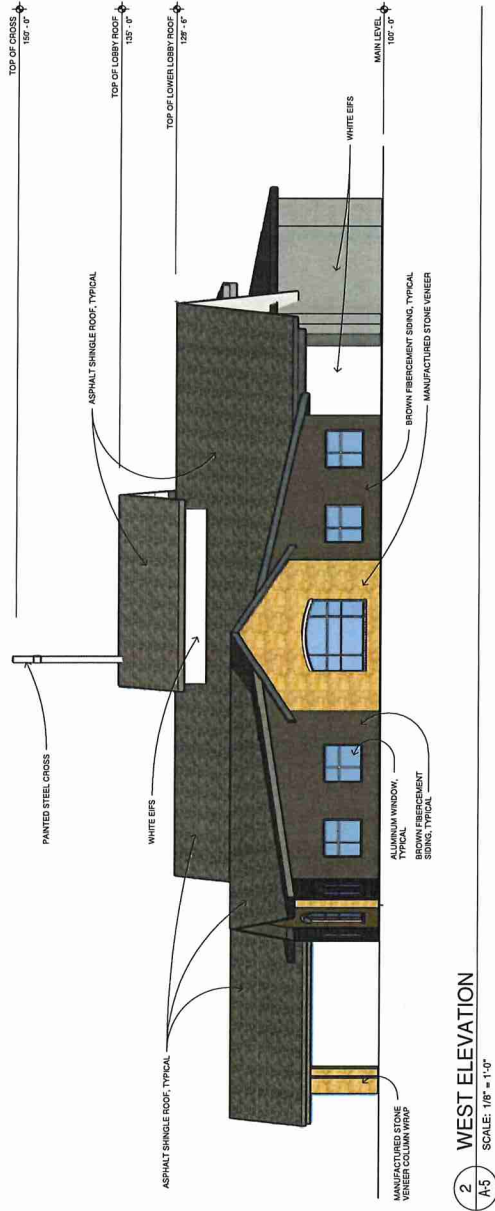 TOP OF CROSS
150' - 0"
TOP OF LOBBY ROOF
135' - 0"
TOP OF LOWER LOBBY ROOF
128' - 6"
MAIN LEVEL
100' - 0"
PAINTED STEEL CROSS
ASPHALT SHINGLE ROOF, TYPICAL
WHITE EIFS
WHITE EIFS
ASPHALT SHINGLE ROOF, TYPICAL
BROWN FIBERCEMENT SIDING, TYPICAL
MANUFACTURED STONE VENEER
ALUMINUM WINDOW,
TYPICAL
BROWN FIBERCEMENT
SIDING, TYPICAL
MANUFACTURED STONE
VENEER COLUMN WRAP
2
A-5
WEST ELEVATION
SCALE: 1/8" = 1'-0"